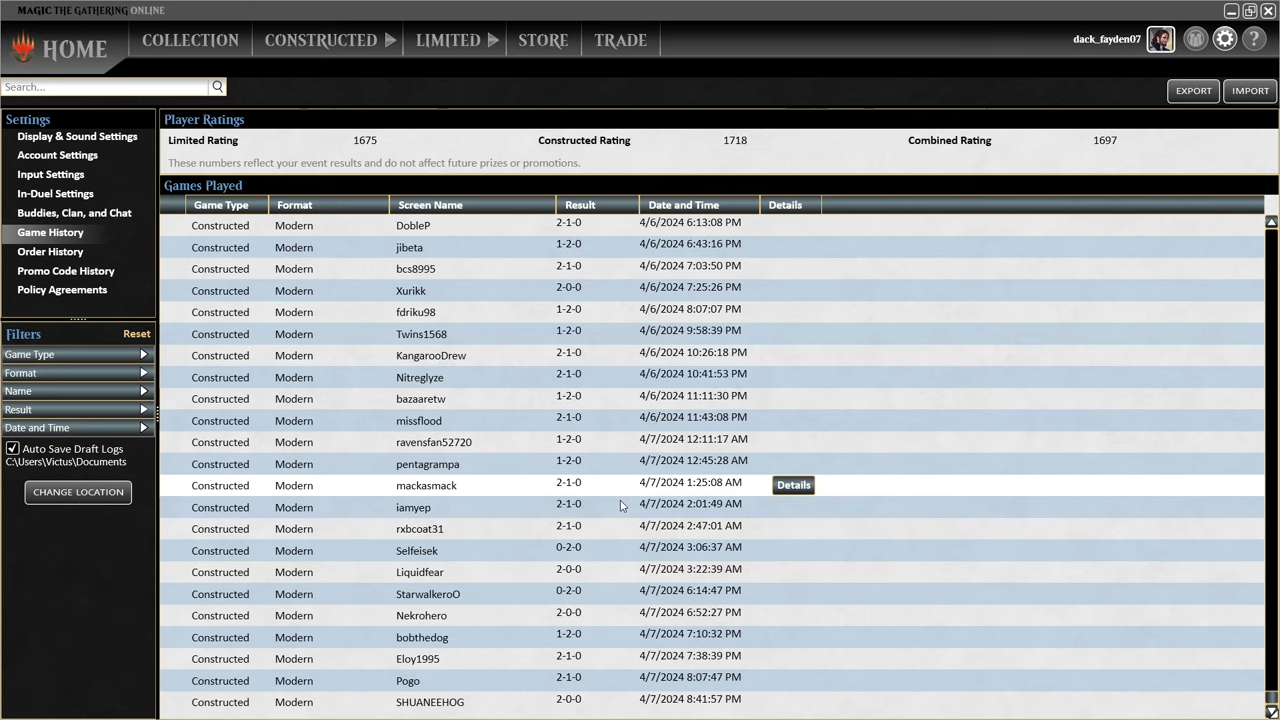 MAGIC THE GATHERING ONLINE
HOME COLLECTION CONSTRUCTED LIMITED STORE TRADE dack_fayden07 ?
Search...
EXPORT IMPORT
Settings
Display & Sound Settings
Account Settings
Input Settings
In-Duel Settings
Buddies, Clan, and Chat
Game History
Order History
Promo Code History
Policy Agreements
Filters Reset
Game Type
Format
Name
Result
Date and Time
Auto Save Draft Logs
C:\Users\Victus\Documents
CHANGE LOCATION
Player Ratings
Limited Rating 1675 Constructed Rating 1718 Combined Rating 1697
These numbers reflect your event results and do not affect future prizes or promotions.
Games Played
Game Type Format Screen Name Result Date and Time Details
Constructed Modern DobleP 2-1-0 4/6/2024 6:13:08 PM
Constructed Modern jibeta 1-2-0 4/6/2024 6:43:16 PM
Constructed Modern bcs8995 2-1-0 4/6/2024 7:03:50 PM
Constructed Modern Xurikk 2-0-0 4/6/2024 7:25:26 PM
Constructed Modern fdriku98 1-2-0 4/6/2024 8:07:07 PM
Constructed Modern Twins1568 1-2-0 4/6/2024 9:58:39 PM
Constructed Modern KangarooDrew 2-1-0 4/6/2024 10:26:18 PM
Constructed Modern Nitreglyze 2-1-0 4/6/2024 10:41:53 PM
Constructed Modern bazaaretw 1-2-0 4/6/2024 11:11:30 PM
Constructed Modern missflood 2-1-0 4/6/2024 11:43:08 PM
Constructed Modern ravensfan52720 1-2-0 4/7/2024 12:11:17 AM
Constructed Modern pentagrampa 1-2-0 4/7/2024 12:45:28 AM
Constructed Modern mackasmack 2-1-0 4/7/2024 1:25:08 AM Details
Constructed Modern iamyep 2-1-0 4/7/2024 2:01:49 AM
Constructed Modern rxbcoat31 2-1-0 4/7/2024 2:47:01 AM
Constructed Modern Selfeisek 0-2-0 4/7/2024 3:06:37 AM
Constructed Modern Liquidfear 2-0-0 4/7/2024 3:22:39 AM
Constructed Modern StarwalkeroO 0-2-0 4/7/2024 6:14:47 PM
Constructed Modern Nekrohero 2-0-0 4/7/2024 6:52:27 PM
Constructed Modern bobthedog 1-2-0 4/7/2024 7:10:32 PM
Constructed Modern Eloy1995 2-1-0 4/7/2024 7:38:39 PM
Constructed Modern Pogo 2-1-0 4/7/2024 8:07:47 PM
Constructed Modern SHUANEEHOG 2-0-0 4/7/2024 8:41:57 PM